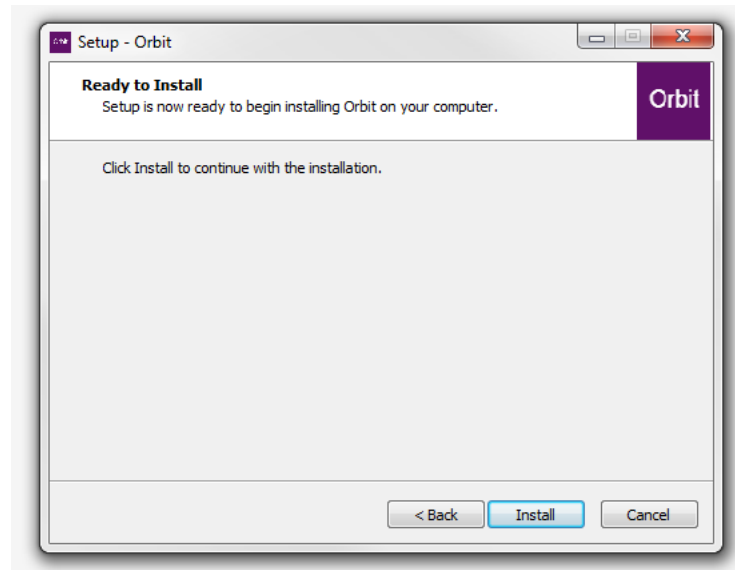 Setup - Orbit
Ready to Install
Setup is now ready to begin installing Orbit on your computer.
Orbit
Click Install to continue with the installation.
< Back Install Cancel